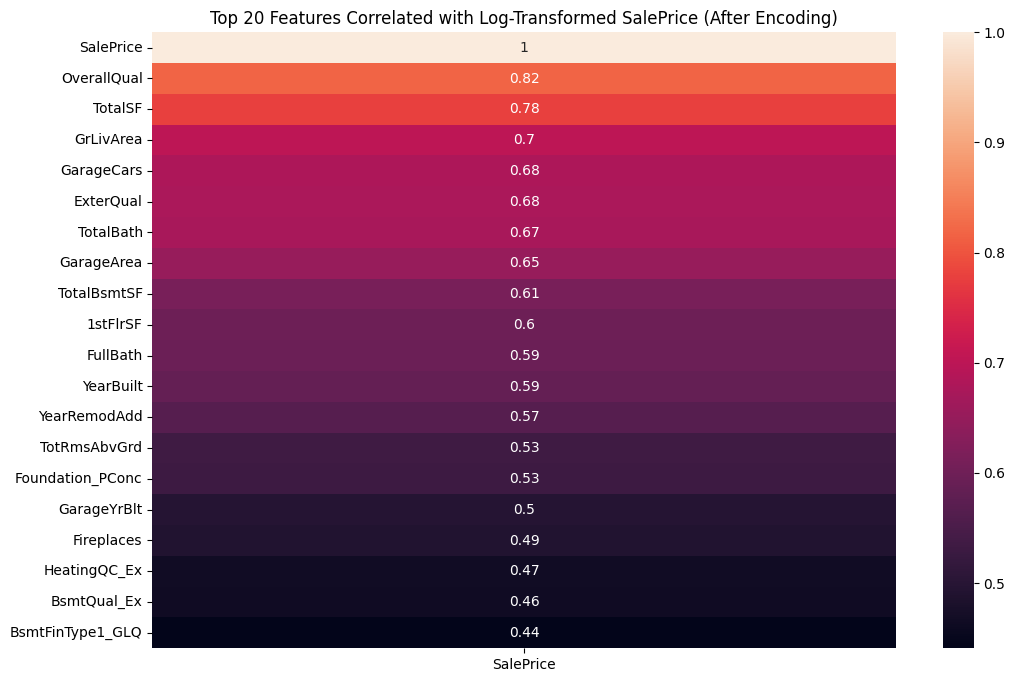 Top 20 Features Correlated with Log-Transformed SalePrice (After Encoding)
SalePrice 1
OverallQual 0.82
TotalSF 0.78
GrLivArea 0.7
GarageCars 0.68
ExterQual 0.68
TotalBath 0.67
GarageArea 0.65
TotalBsmtSF 0.61
1stFlrSF 0.6
FullBath 0.59
YearBuilt 0.59
YearRemodAdd 0.57
TotRmsAbvGrd 0.53
Foundation_PConc 0.53
GarageYrBlt 0.5
Fireplaces 0.49
HeatingQC_Ex 0.47
BsmtQual_Ex 0.46
BsmtFinType1_GLQ 0.44
SalePrice
1.0
0.9
0.8
0.7
0.6
0.5